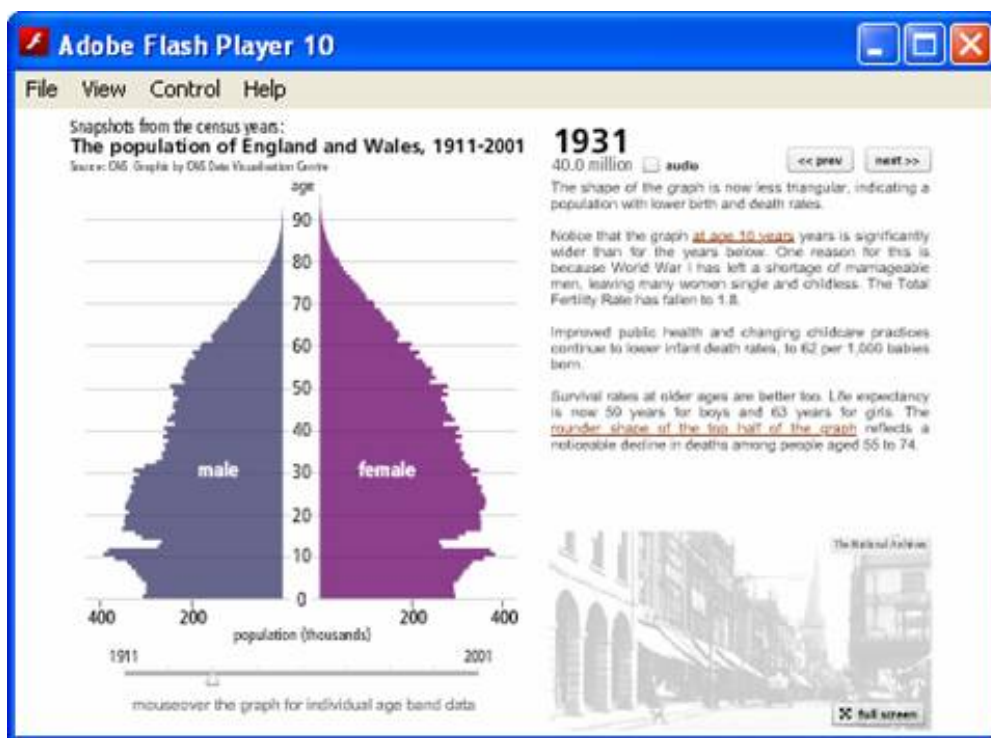 Adobe Flash Player 10
File View Control Help
Snapshots from the census years:
The population of England and Wales, 1911-2001
Source: ONS Graphic by ONS Data Visualisation Centre
age
90
80
70
60
50
40
30
20
10
0
male
female
400
200
200
400
population (thousands)
1911
2001
mouseover the graph for individual age band data
1931
40.0 million
audio
<< prev
next >>
The shape of the graph is now less triangular, indicating a
population with lower birth and death rates.
Notice that the graph at age 10 years years is significantly
wider than for the years below. One reason for this is
because World War I has left a shortage of marriageable
men, leaving many women single and childless. The Total
Fertility Rate has fallen to 1.8.
Improved public health and changing childcare practices
continue to lower infant death rates, to 62 per 1,000 babies
born.
Survival rates at older ages are better too. Life expectancy
is now 59 years for boys and 63 years for girls. The
rounder shape of the top half of the graph reflects a
noticeable decline in deaths among people aged 55 to 74.
The National Archives
full screen